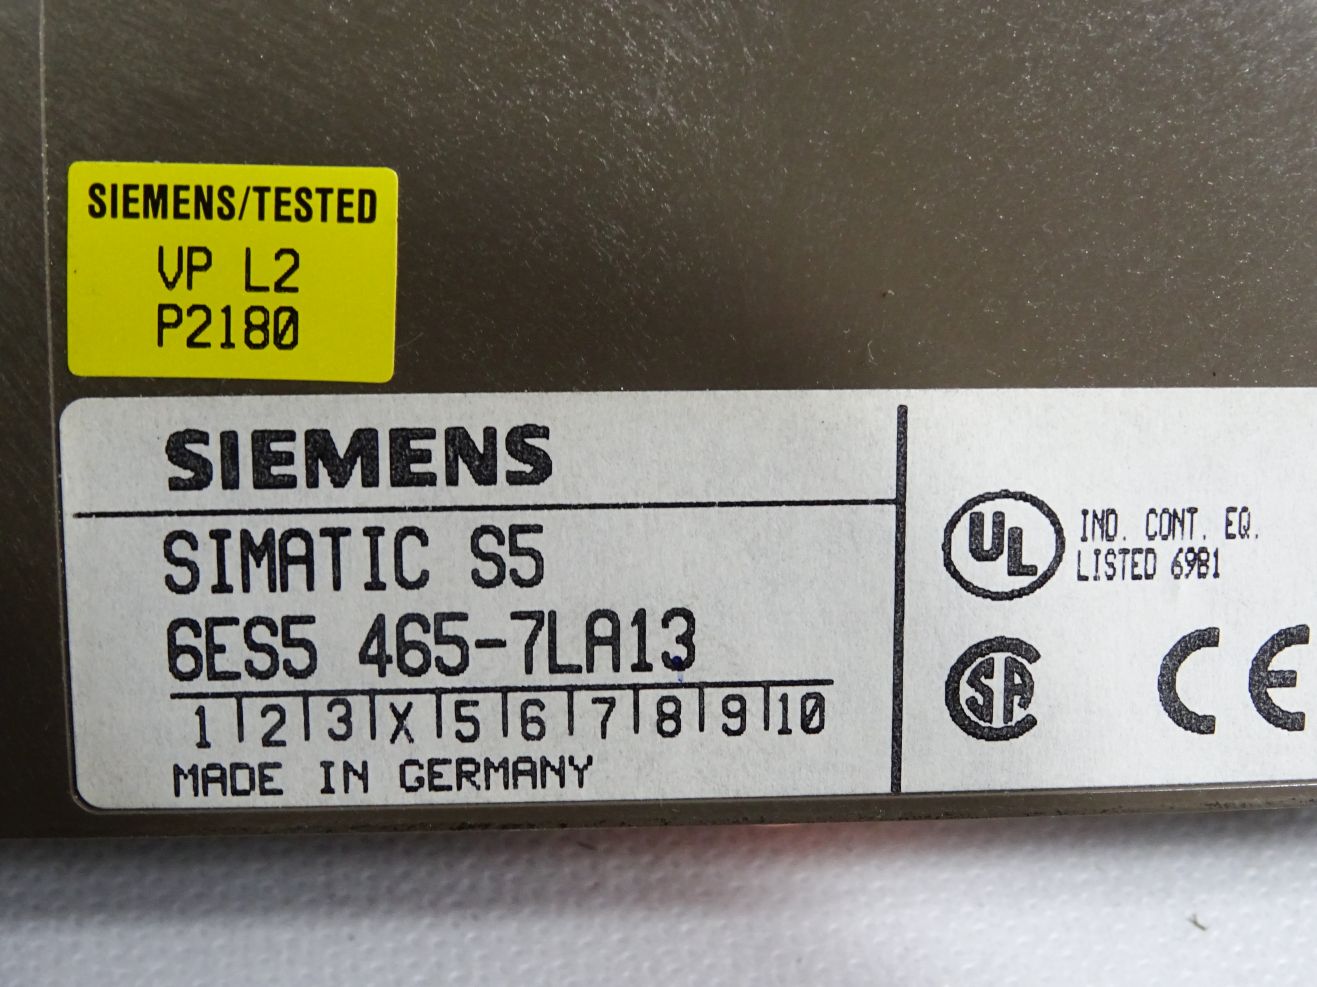 SIEMENS/TESTED
VP L2
P2180
SIEMENS
SIMATIC S5
6ES5 465-7LA13
1 2 3 X 5 6 7 8 9 10
MADE IN GERMANY
UL IND. CONT. EQ.
LISTED 6981
SA CE